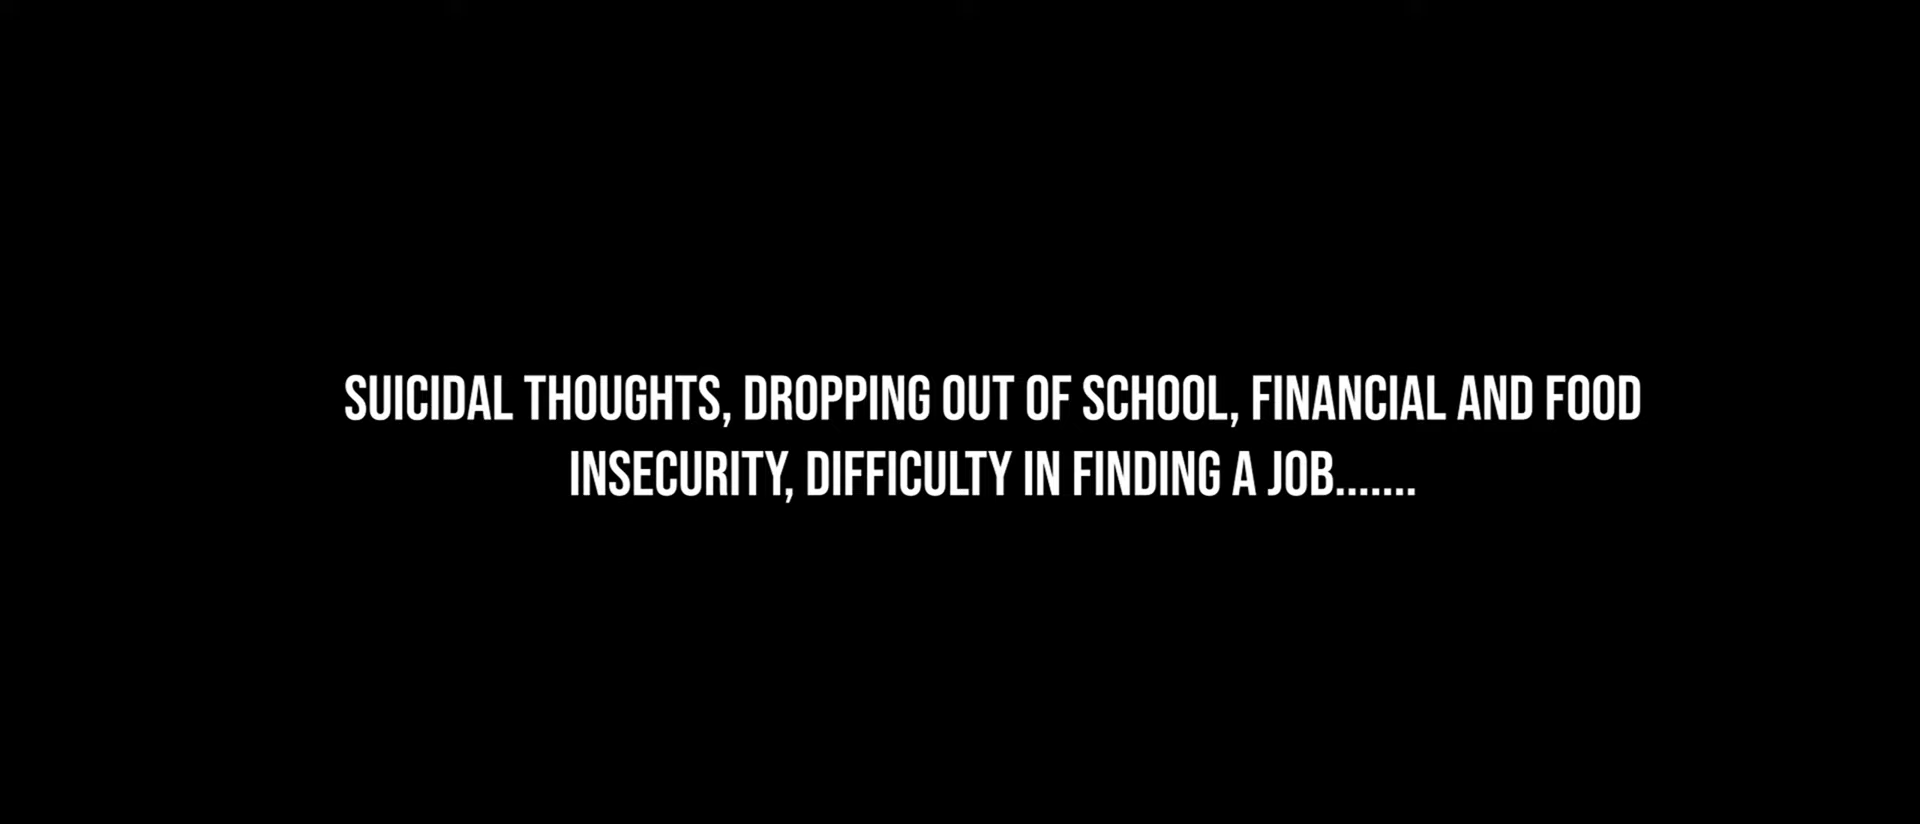 SUICIDAL THOUGHTS, DROPPING OUT OF SCHOOL, FINANCIAL AND FOOD
INSECURITY, DIFFICULTY IN FINDING A JOB.......